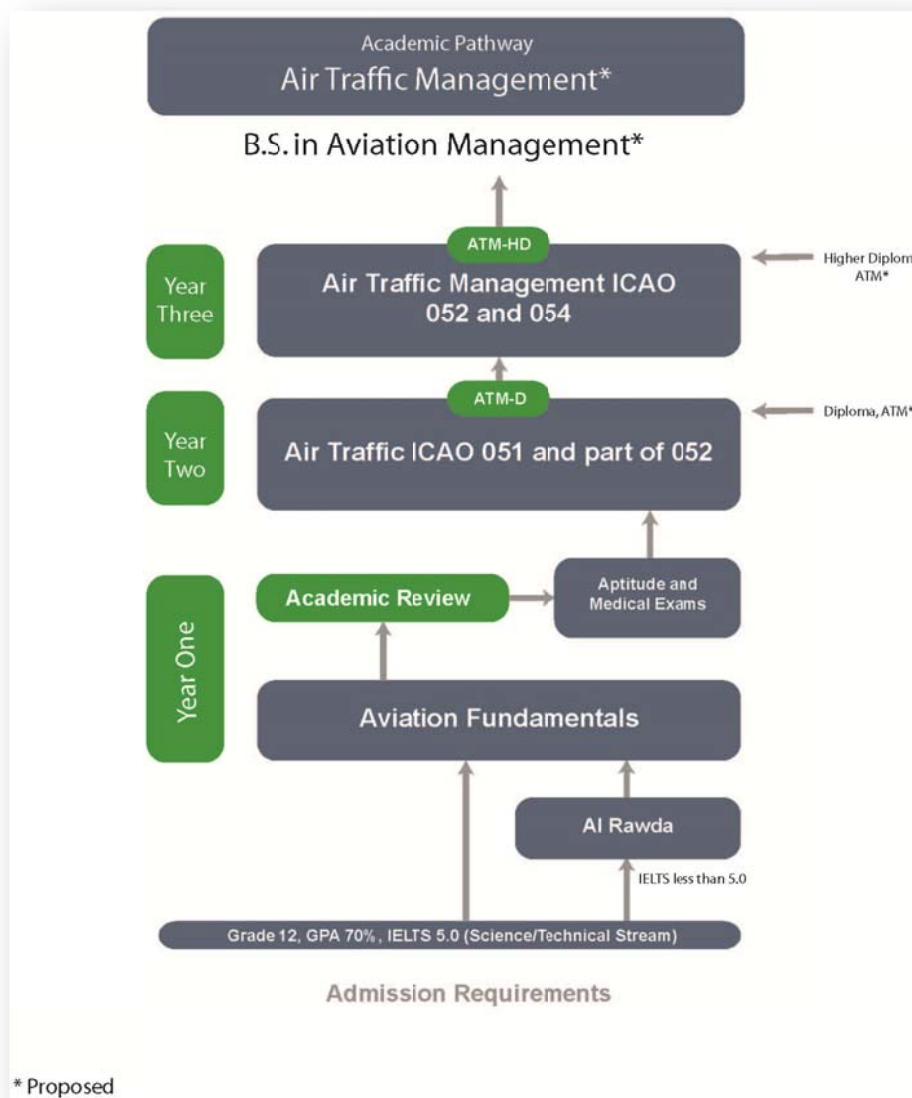 Academic Pathway
Air Traffic Management*
B.S. in Aviation Management*
ATM-HD
Year
Three
Air Traffic Management ICAO
052 and 054
Higher Diplom
ATM*
ATM-D
Year
Two
Air Traffic ICAO 051 and part of 052
Diploma, ATM*
Year One
Academic Review
Aptitude and
Medical Exams
Aviation Fundamentals
Al Rawda
IELTS less than 5.0
Grade 12, GPA 70%, IELTS 5.0 (Science/Technical Stream)
Admission Requirements
* Proposed